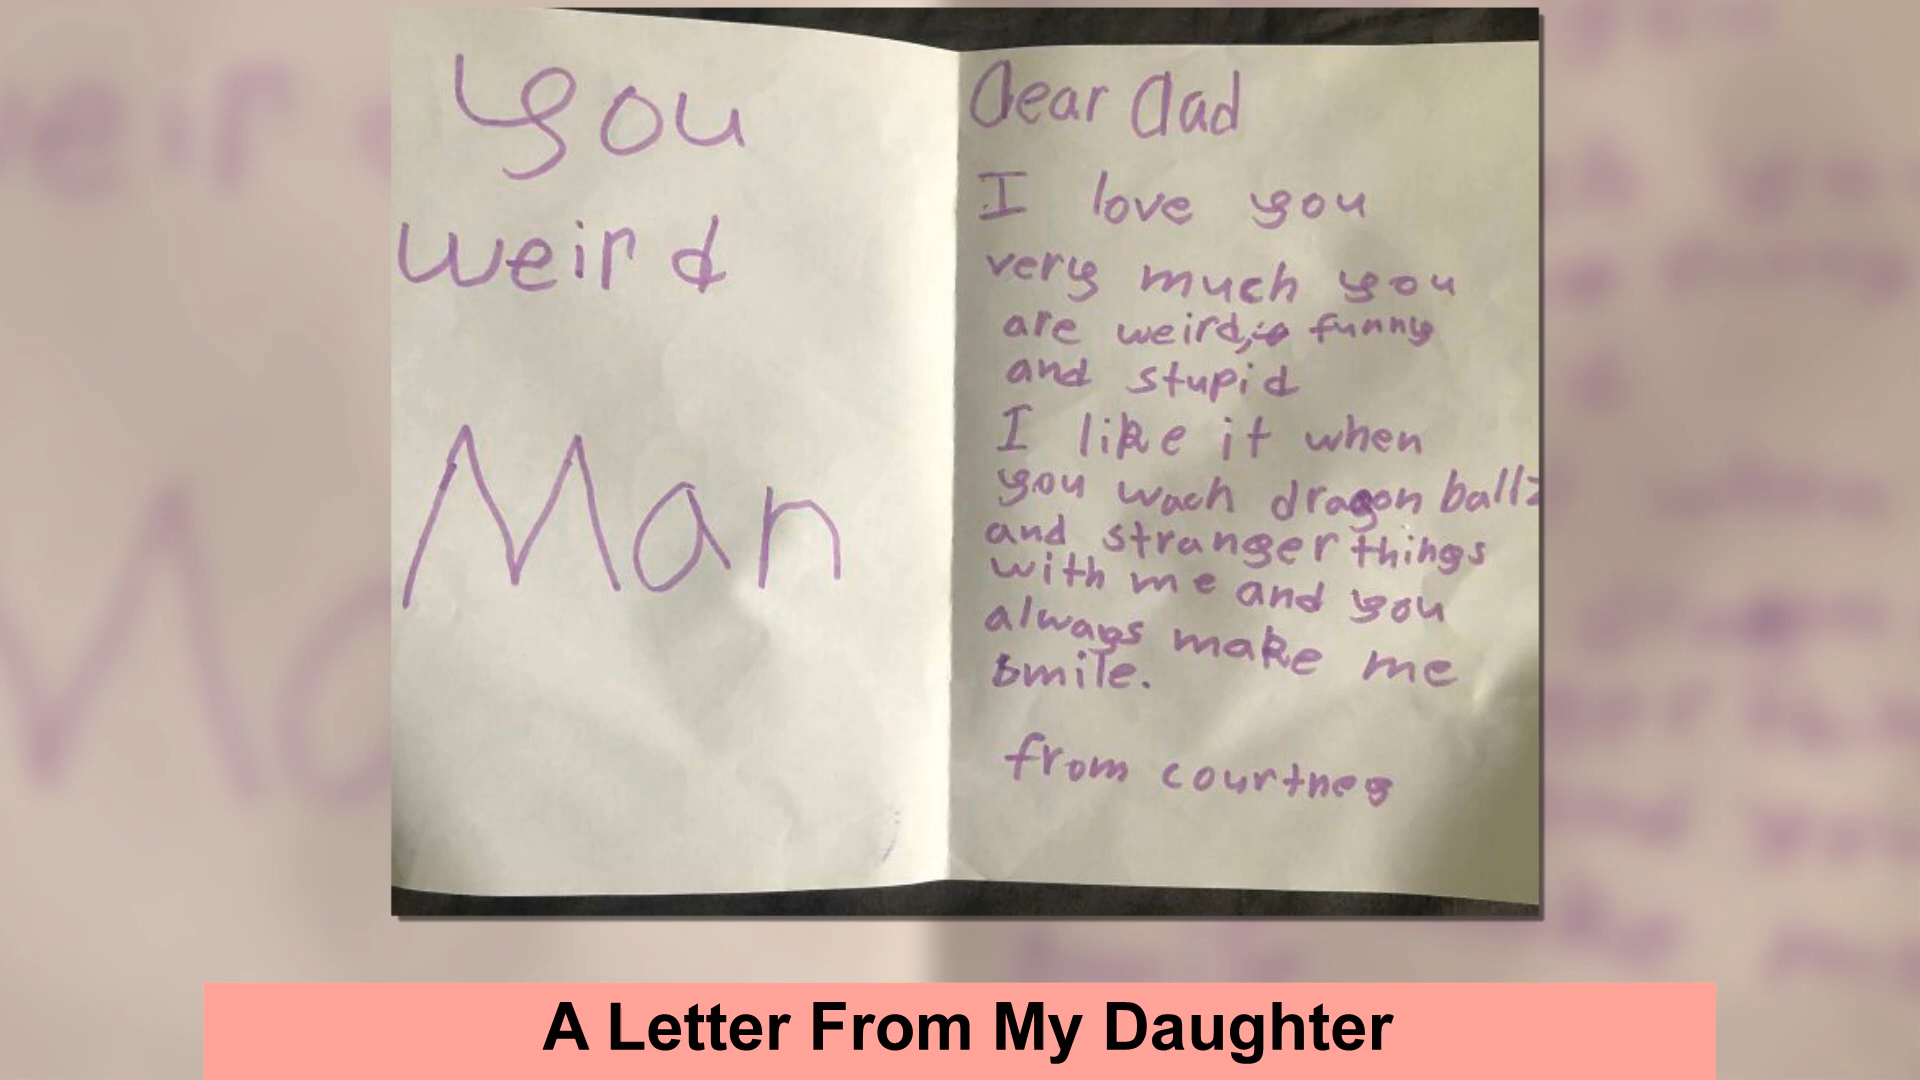 you
weird
Man
Dear Dad
I love you
very much you
are weird, funny
and stupid
I like it when
you wach dragon ballz
and stranger things
with me and you
always make me
smile.
from courtney
A Letter From My Daughter